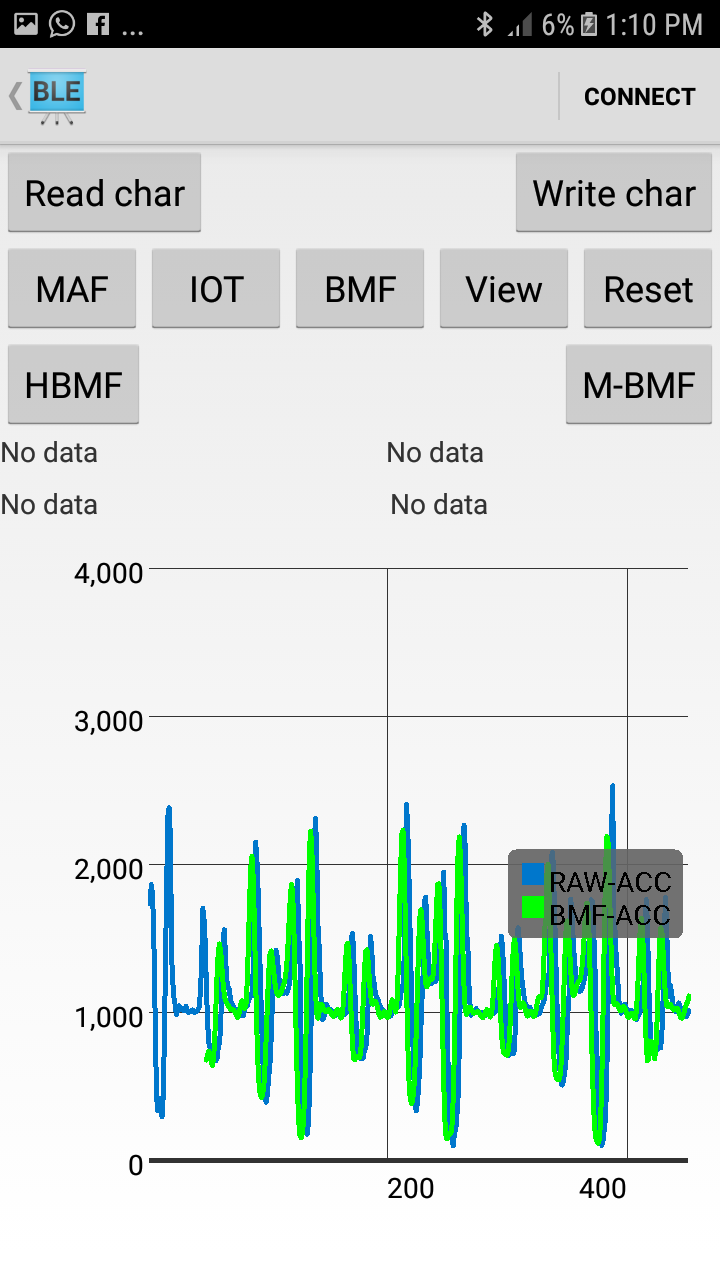 ... 6% 1:10 PM
BLE CONNECT
Read char Write char
MAF IOT BMF View Reset
HBMF M-BMF
No data No data
No data No data
4,000
3,000
2,000
RAW-ACC
BMF-ACC
1,000
0
200 400